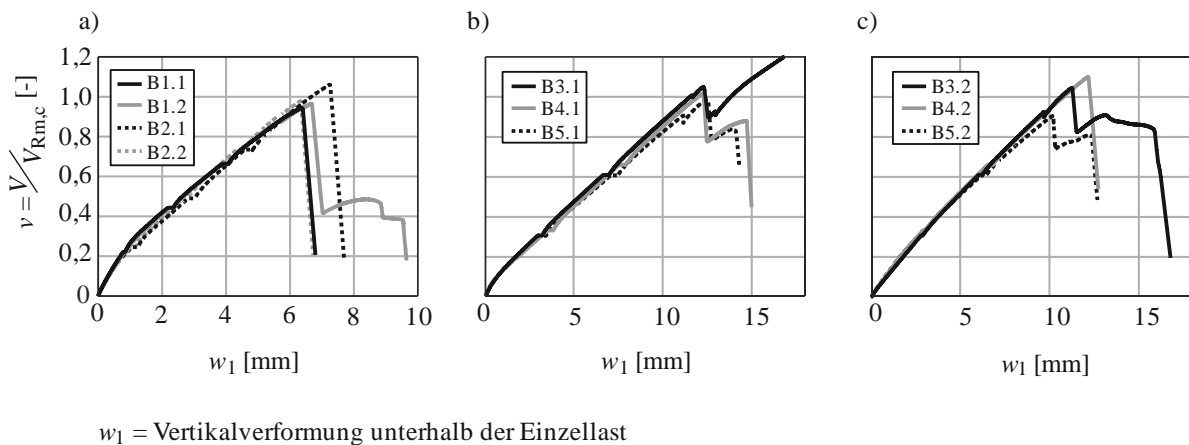 a)
b)
c)
v = V/V_Rm,c [-]
1,2
1,0
0,8
0,6
0,4
0,2
0
B1.1
B1.2
B2.1
B2.2
B3.1
B4.1
B5.1
B3.2
B4.2
B5.2
0 2 4 6 8 10
0 5 10 15
0 5 10 15
w1 [mm]
w1 [mm]
w1 [mm]
w1 = Vertikalverformung unterhalb der Einzellast